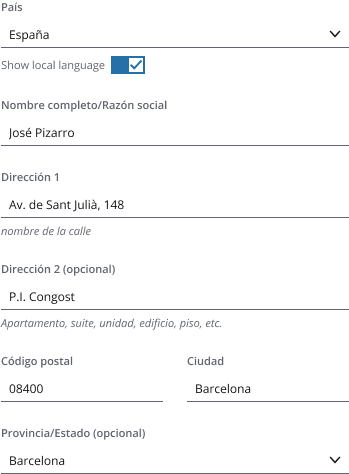 País
España
Show local language
Nombre completo/Razón social
José Pizarro
Dirección 1
Av. de Sant Julià, 148
nombre de la calle
Dirección 2 (opcional)
P.I. Congost
Apartamento, suite, unidad, edificio, piso, etc.
Código postal Ciudad
08400 Barcelona
Provincia/Estado (opcional)
Barcelona